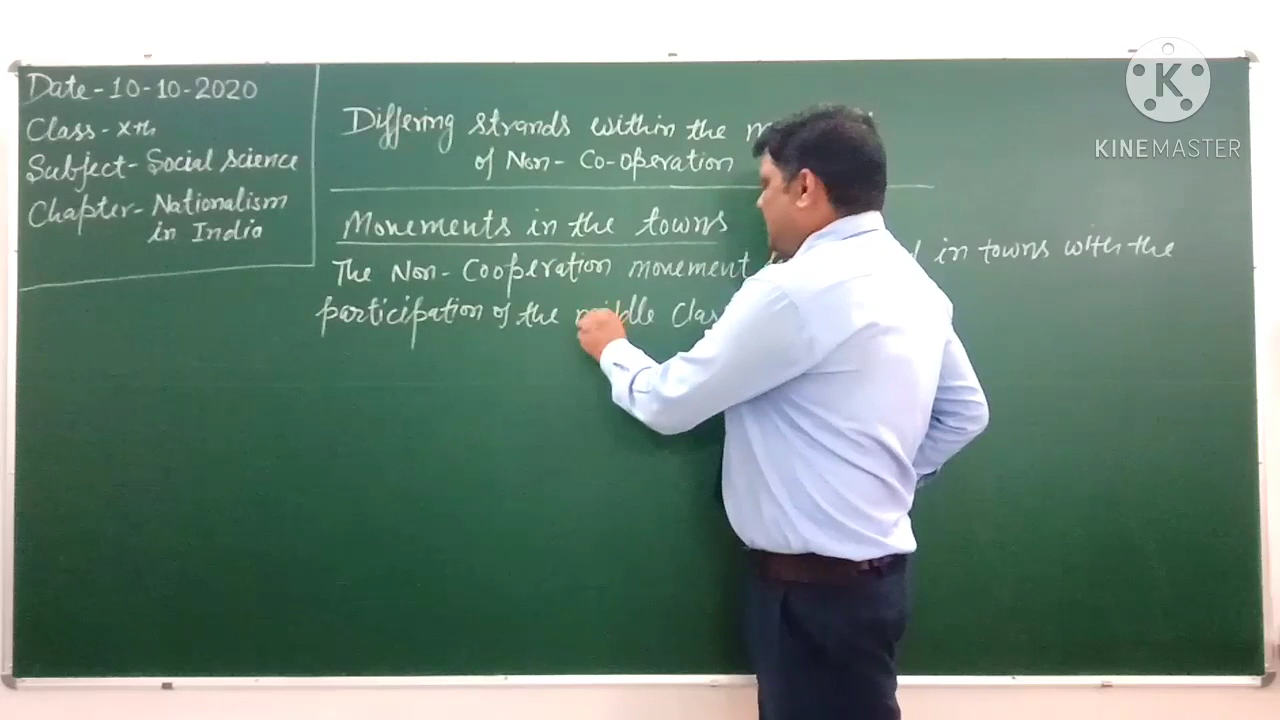 Date - 10-10-2020
Class - Xth
Subject - Social Science
Chapter - Nationalism
in India
Differing strands within the
of Non - Co-operation
Movements in the towns
The Non - Cooperation movement in towns with the
participation of the middle
K
KINEMASTER